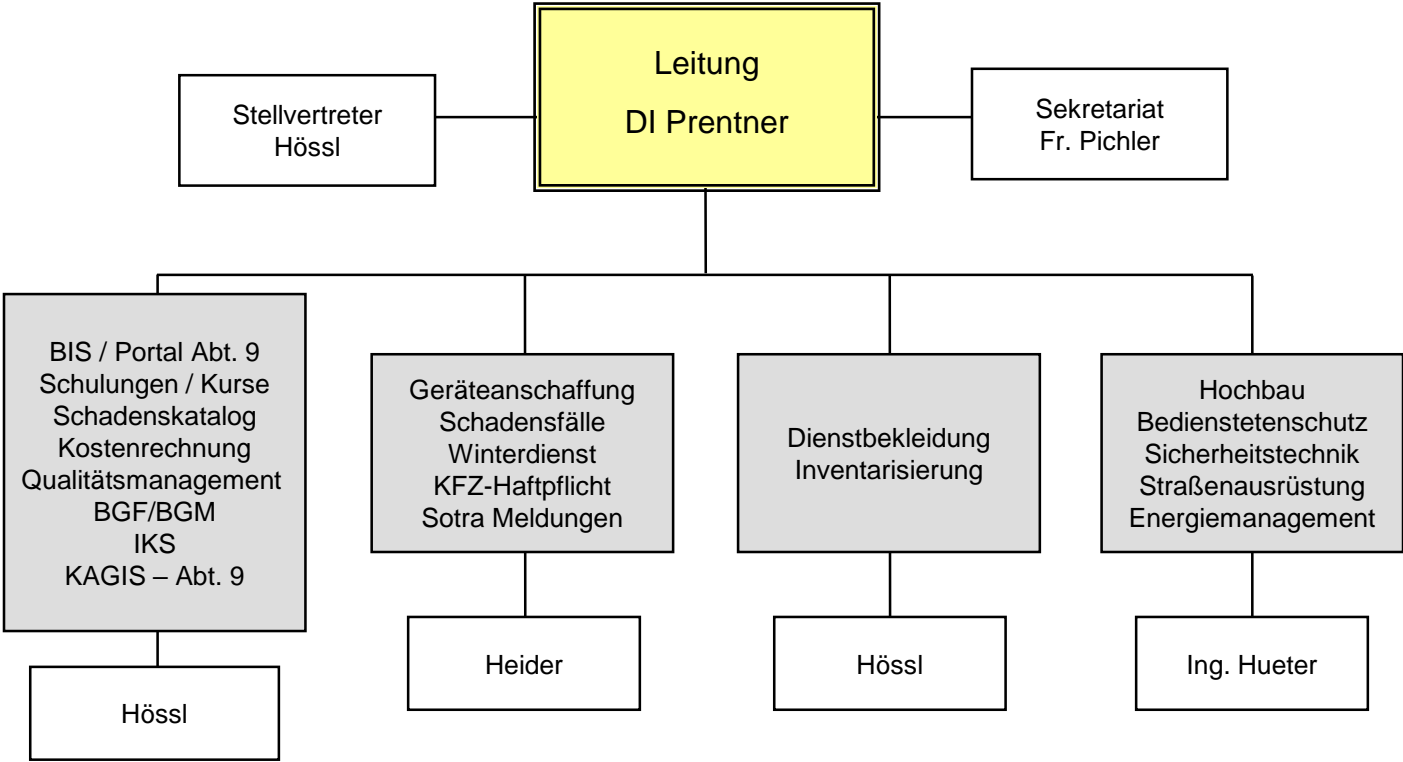 Leitung
DI Prentner
Stellvertreter
Hössl
Sekretariat
Fr. Pichler
BIS / Portal Abt. 9
Schulungen / Kurse
Schadenskatalog
Kostenrechnung
Qualitätsmanagement
BGF/BGM
IKS
KAGIS – Abt. 9
Hössl
Geräteanschaffung
Schadensfälle
Winterdienst
KFZ-Haftpflicht
Sotra Meldungen
Heider
Dienstbekleidung
Inventarisierung
Hössl
Hochbau
Bedienstetenschutz
Sicherheitstechnik
Straßenausrüstung
Energiemanagement
Ing. Hueter